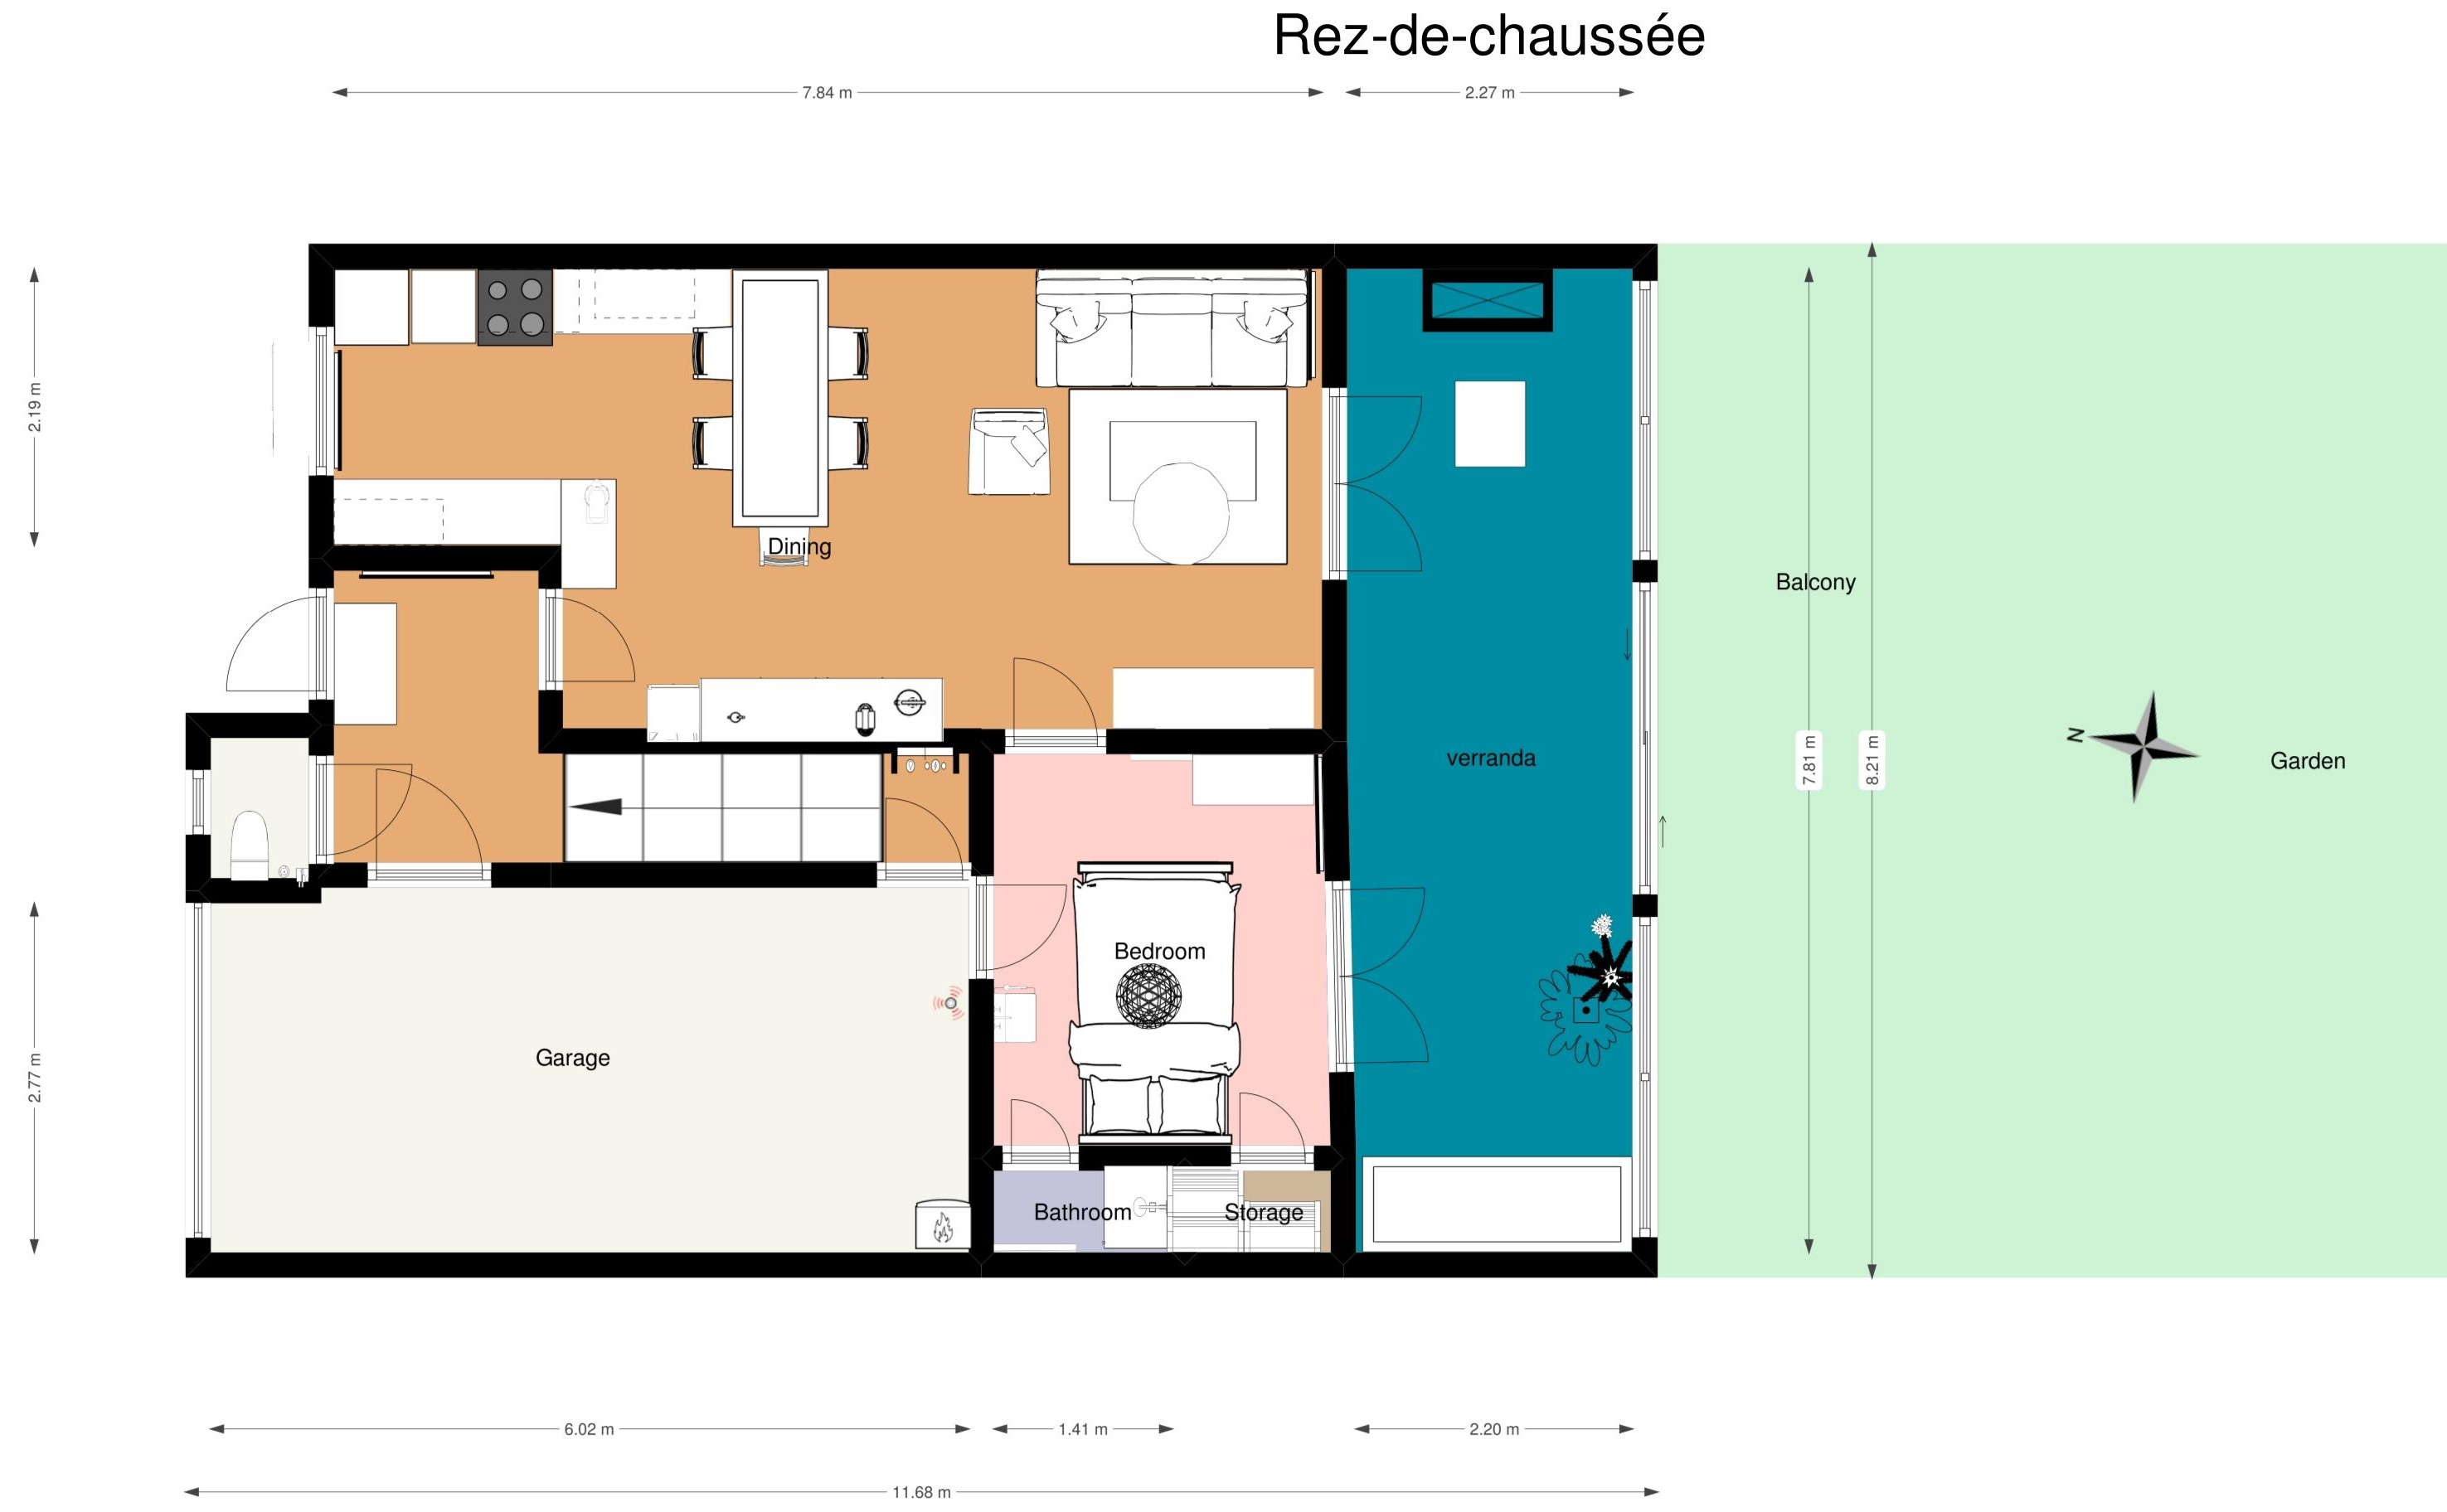 Rez-de-chaussée
7.84 m
2.27 m
2.19 m
Dining
Balcony
N
verranda
7.81 m
8.21 m
Garden
Bedroom
Garage
2.77 m
Bathroom
Storage
6.02 m
1.41 m
2.20 m
11.68 m